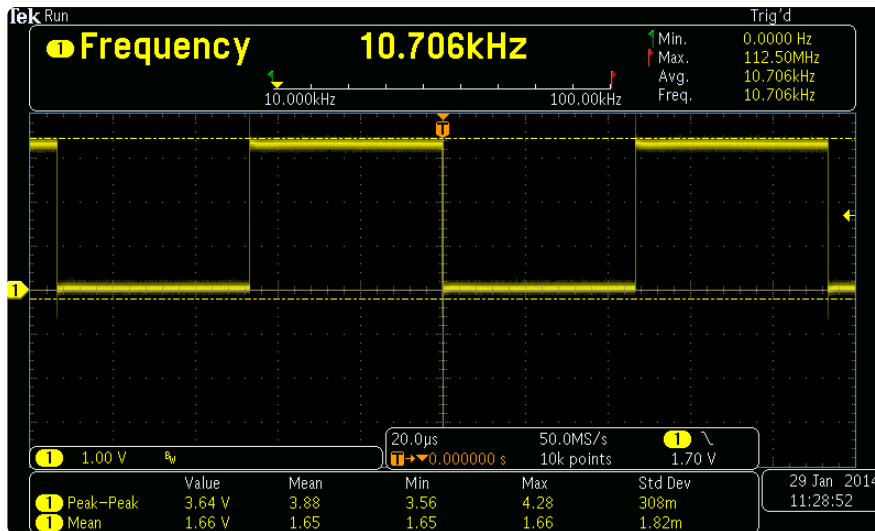 Tek Run Trig'd
1 Frequency 10.706kHz
Min. 0.0000 Hz
Max. 112.50MHz
Avg. 10.706kHz
Freq. 10.706kHz
10.000kHz 100.00kHz
T
1
1 1.00 V BW
20.0µs 50.0MS/s 1 \
T→▼0.000000 s 10k points 1.70 V
Value Mean Min Max Std Dev
1 Peak-Peak 3.64 V 3.88 3.56 4.28 308m
1 Mean 1.66 V 1.65 1.65 1.66 1.82m
29 Jan 2014
11:28:52